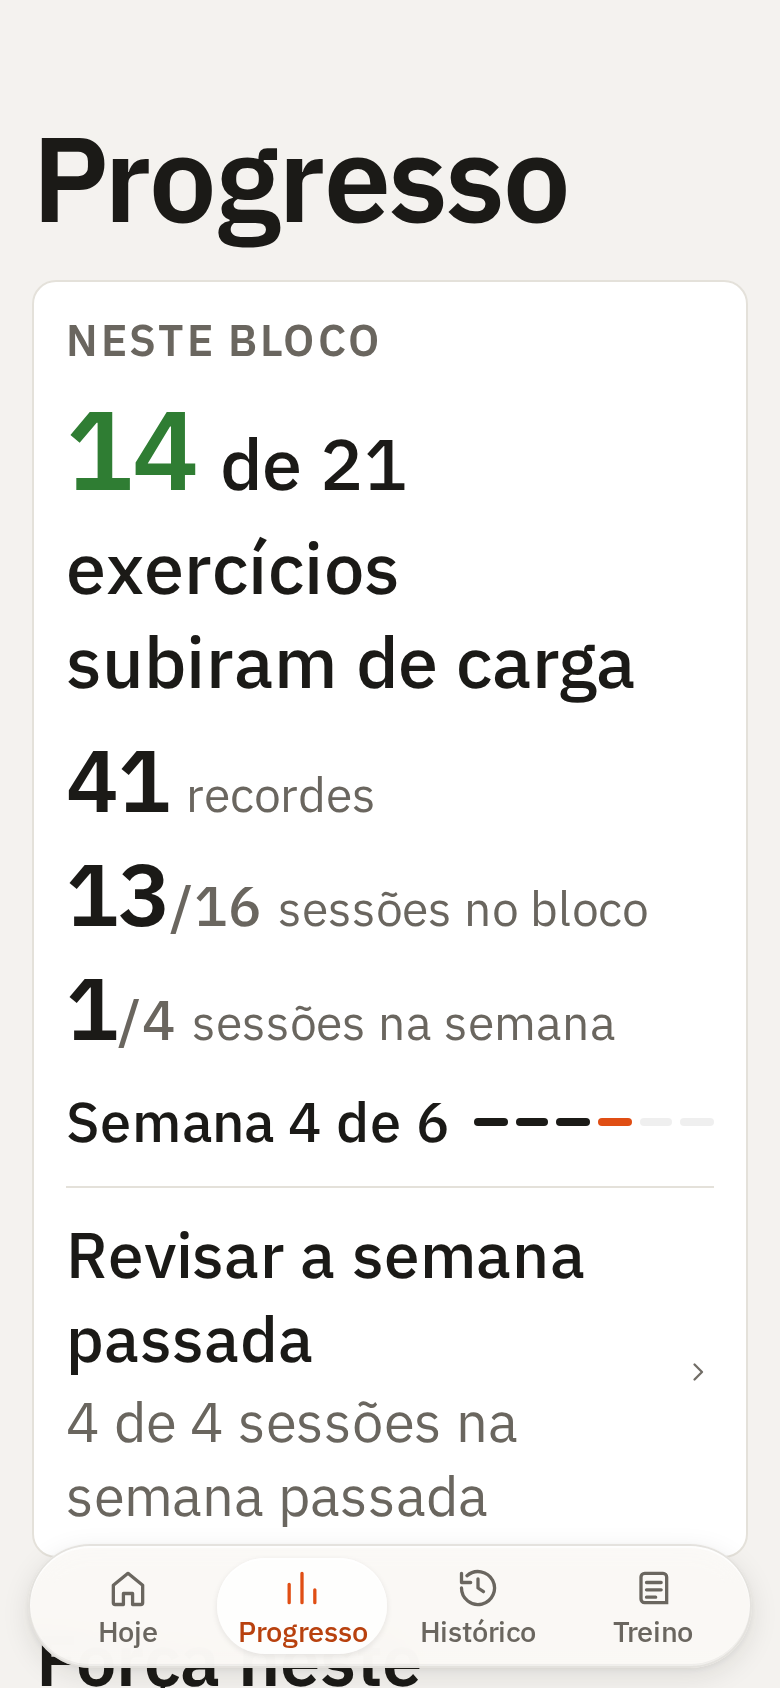 Progresso
NESTE BLOCO
14 de 21
exercícios
subiram de carga
41 recordes
13/16 sessões no bloco
1/4 sessões na semana
Semana 4 de 6
Revisar a semana
passada
4 de 4 sessões na
semana passada
Hoje
Progresso
Histórico
Treino
Força neste